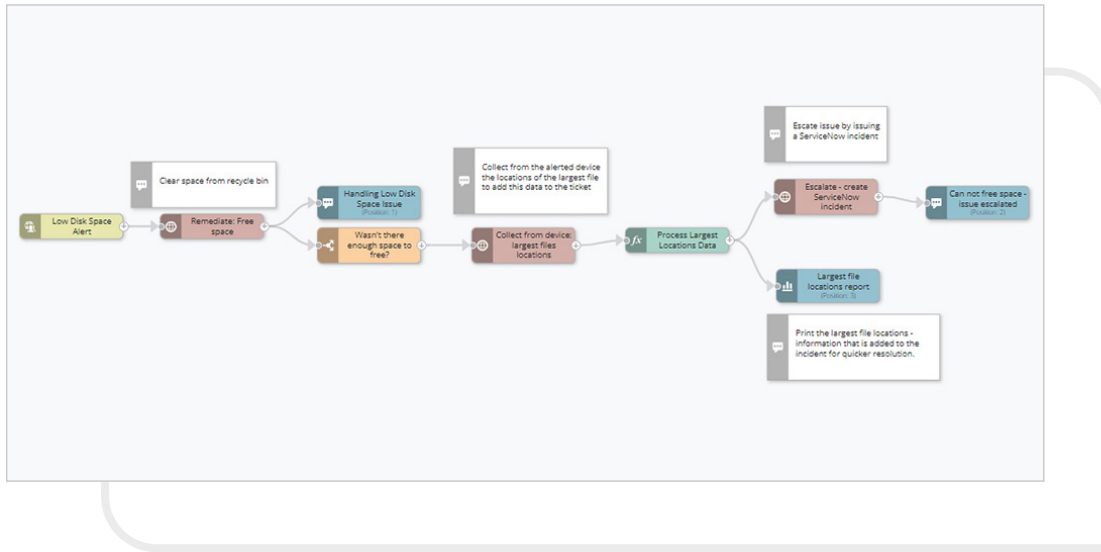 Low Disk Space
Alert
Clear space from recycle bin
Remediate: Free
space
Handling Low Disk
Space Issue
(Position: 1)
Wasn't there
enough space to
free?
Collect from the alerted device
the locations of the largest file
to add this data to the ticket
Collect from device:
largest files
locations
fx
Process Largest
Locations Data
Escate issue by issuing
a ServiceNow incident
Escalate - create
ServiceNow
incident
Can not free space -
issue escalated
(Position: 2)
Largest file
locations report
(Position: 3)
Print the largest file locations -
information that is added to the
incident for quicker resolution.